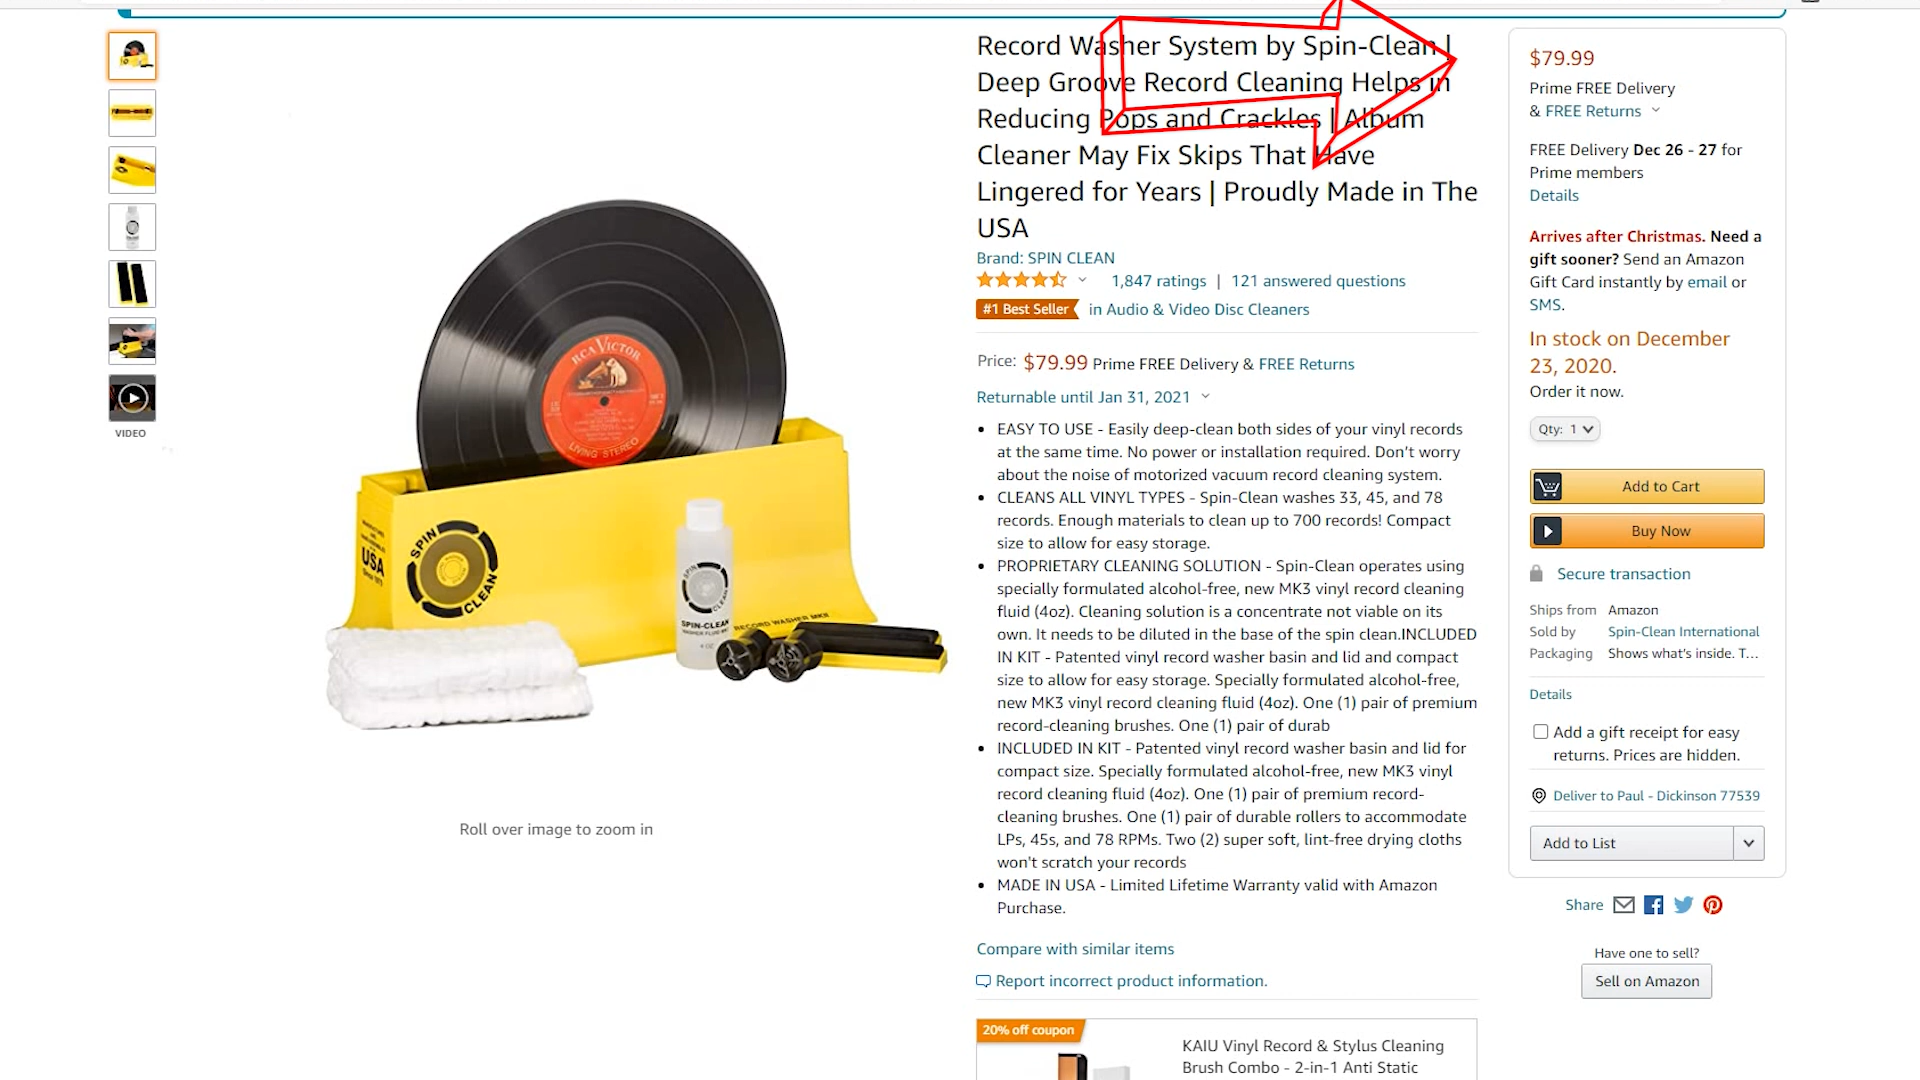 VIDEO
RCA VICTOR
LIVING STEREO
USA
SPIN
CLEAN
SPIN
CLEAN
SPIN-CLEAN
RECORD WASHER MKII
Roll over image to zoom in
Record Washer System by Spin-Clean |
Deep Groove Record Cleaning Helps in
Reducing Pops and Crackles | Album
Cleaner May Fix Skips That Have
Lingered for Years | Proudly Made in The
USA
Brand: SPIN CLEAN
1,847 ratings | 121 answered questions
#1 Best Seller in Audio & Video Disc Cleaners
Price: $79.99 Prime FREE Delivery & FREE Returns
Returnable until Jan 31, 2021
• EASY TO USE - Easily deep-clean both sides of your vinyl records
at the same time. No power or installation required. Don’t worry
about the noise of motorized vacuum record cleaning system.
• CLEANS ALL VINYL TYPES - Spin-Clean washes 33, 45, and 78
records. Enough materials to clean up to 700 records! Compact
size to allow for easy storage.
• PROPRIETARY CLEANING SOLUTION - Spin-Clean operates using
specially formulated alcohol-free, new MK3 vinyl record cleaning
fluid (4oz). Cleaning solution is a concentrate not viable on its
own. It needs to be diluted in the base of the spin clean.INCLUDED
IN KIT - Patented vinyl record washer basin and lid and compact
size to allow for easy storage. Specially formulated alcohol-free,
new MK3 vinyl record cleaning fluid (4oz). One (1) pair of premium
record-cleaning brushes. One (1) pair of durab
• INCLUDED IN KIT - Patented vinyl record washer basin and lid for
compact size. Specially formulated alcohol-free, new MK3 vinyl
record cleaning fluid (4oz). One (1) pair of premium record-
cleaning brushes. One (1) pair of durable rollers to accommodate
LPs, 45s, and 78 RPMs. Two (2) super soft, lint-free drying cloths
won't scratch your records
• MADE IN USA - Limited Lifetime Warranty valid with Amazon
Purchase.
Compare with similar items
Report incorrect product information.
20% off coupon
KAIU Vinyl Record & Stylus Cleaning
Brush Combo - 2-in-1 Anti Static
$79.99
Prime FREE Delivery
& FREE Returns
FREE Delivery Dec 26 - 27 for
Prime members
Details
Arrives after Christmas. Need a
gift sooner? Send an Amazon
Gift Card instantly by email or
SMS.
In stock on December
23, 2020.
Order it now.
Qty: 1
Add to Cart
Buy Now
Secure transaction
Ships from Amazon
Sold by Spin-Clean International
Packaging Shows what's inside. T…
Details
Add a gift receipt for easy
returns. Prices are hidden.
Deliver to Paul - Dickinson 77539
Add to List
Share
Have one to sell?
Sell on Amazon